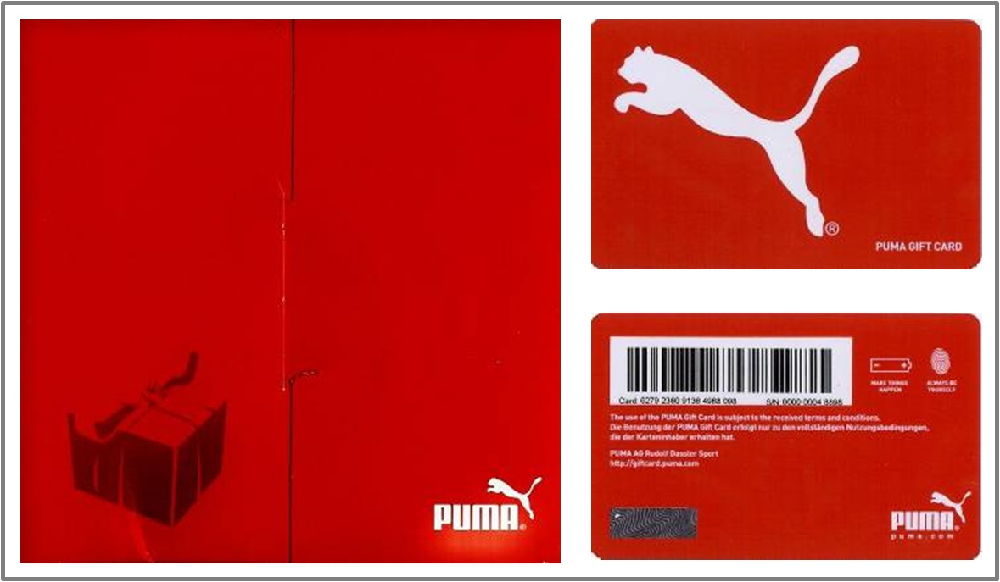 PUMA®
®
PUMA GIFT CARD
Card: 6279 2360 9136 4988 098
S/N: 0000 0004 8898
MAKE THINGS
HAPPEN
ALWAYS BE
YOURSELF
The use of the PUMA Gift Card is subject to the received terms and conditions.
Die Benutzung der PUMA Gift Card erfolgt nur zu den vollständigen Nutzungsbedingungen,
die der Karteninhaber erhalten hat.
PUMA AG Rudolf Dassler Sport
http://giftcard.puma.com
PUMA®
puma.com